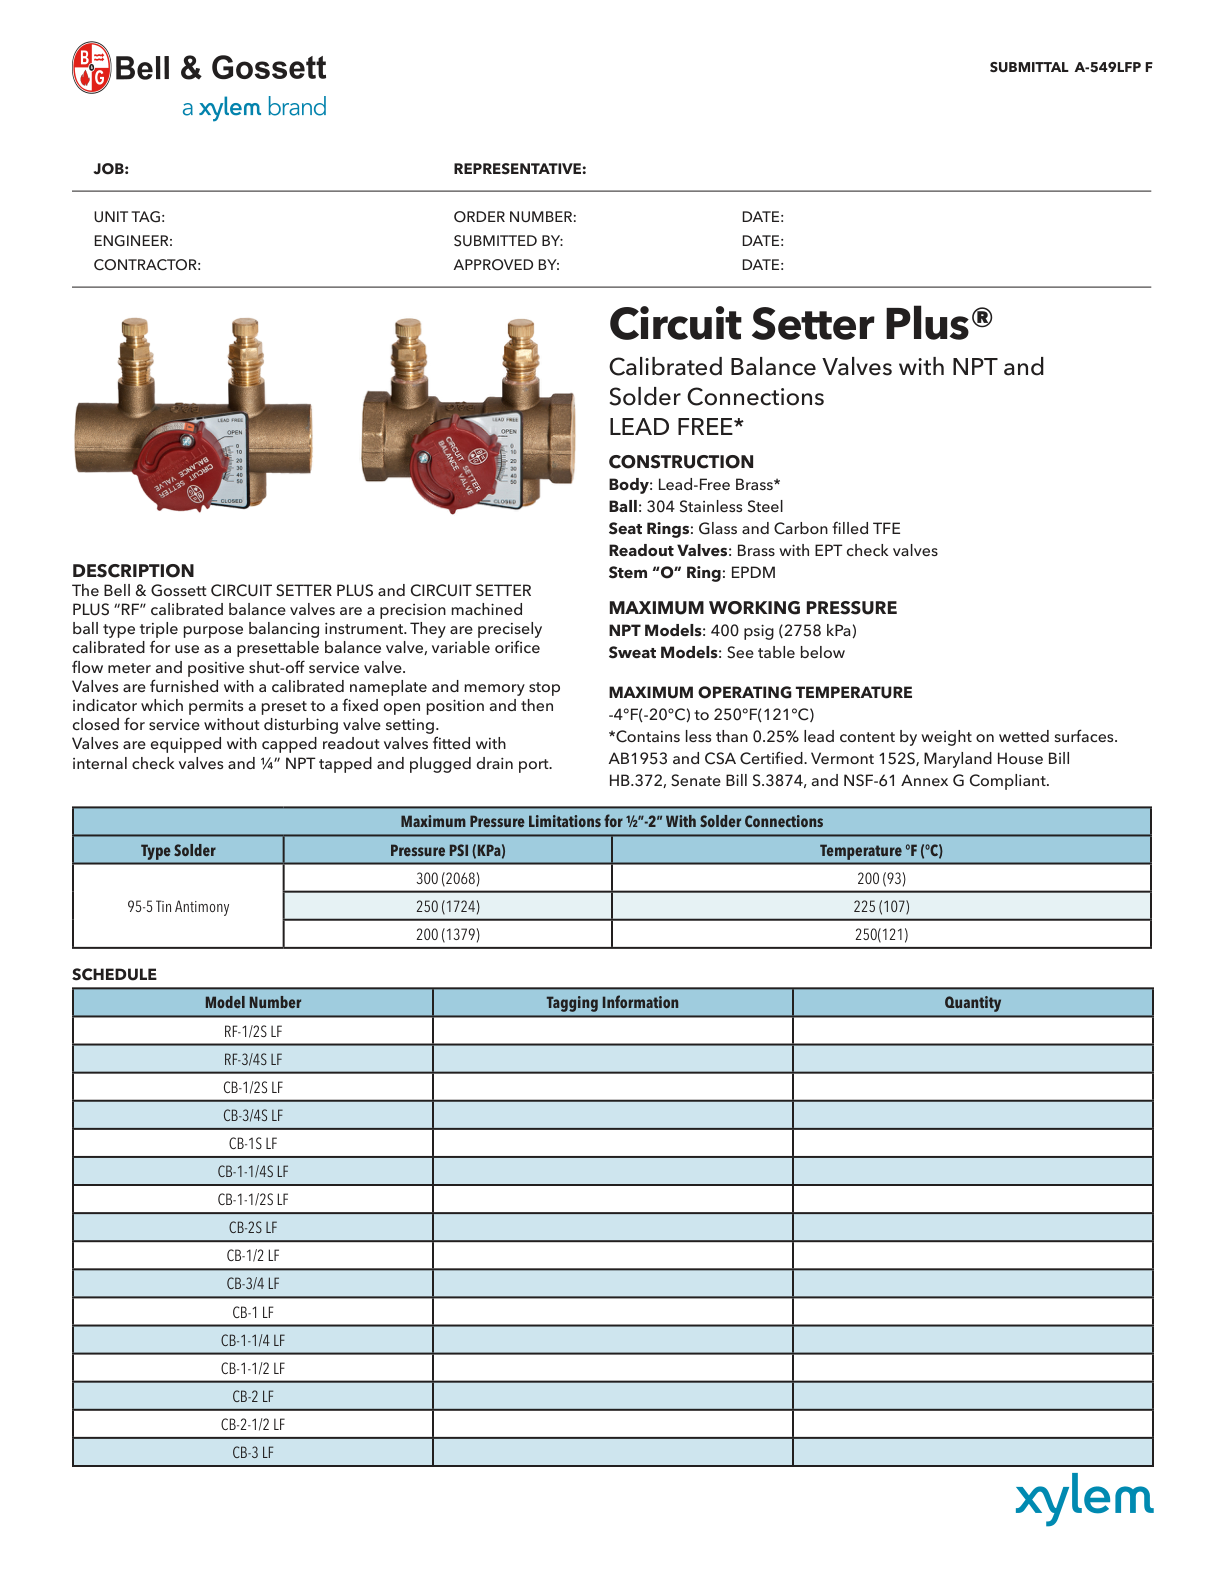 B G Bell & Gossett
a xylem brand
SUBMITTAL A-549LFP F
JOB: REPRESENTATIVE:
UNIT TAG: ORDER NUMBER: DATE:
ENGINEER: SUBMITTED BY: DATE:
CONTRACTOR: APPROVED BY: DATE:
LEAD FREE
OPEN
0
10
20
30
40
50
CLOSED
CIRCUIT SETTER
BALANCE VALVE
LEAD FREE
OPEN
0
10
20
30
40
50
CLOSED
CIRCUIT SETTER
BALANCE VALVE
DESCRIPTION
The Bell & Gossett CIRCUIT SETTER PLUS and CIRCUIT SETTER
PLUS “RF” calibrated balance valves are a precision machined
ball type triple purpose balancing instrument. They are precisely
calibrated for use as a presettable balance valve, variable orifice
flow meter and positive shut-off service valve.
Valves are furnished with a calibrated nameplate and memory stop
indicator which permits a preset to a fixed open position and then
closed for service without disturbing valve setting.
Valves are equipped with capped readout valves fitted with
internal check valves and ¼” NPT tapped and plugged drain port.
Circuit Setter Plus®
Calibrated Balance Valves with NPT and
Solder Connections
LEAD FREE*
CONSTRUCTION
Body: Lead-Free Brass*
Ball: 304 Stainless Steel
Seat Rings: Glass and Carbon filled TFE
Readout Valves: Brass with EPT check valves
Stem “O” Ring: EPDM
MAXIMUM WORKING PRESSURE
NPT Models: 400 psig (2758 kPa)
Sweat Models: See table below
MAXIMUM OPERATING TEMPERATURE
-4°F(-20°C) to 250°F(121°C)
*Contains less than 0.25% lead content by weight on wetted surfaces.
AB1953 and CSA Certified. Vermont 152S, Maryland House Bill
HB.372, Senate Bill S.3874, and NSF-61 Annex G Compliant.
Maximum Pressure Limitations for ½”-2” With Solder Connections
Type Solder Pressure PSI (KPa) Temperature °F (°C)
300 (2068) 200 (93)
95-5 Tin Antimony 250 (1724) 225 (107)
200 (1379) 250(121)
SCHEDULE
Model Number Tagging Information Quantity
RF-1/2S LF
RF-3/4S LF
CB-1/2S LF
CB-3/4S LF
CB-1S LF
CB-1-1/4S LF
CB-1-1/2S LF
CB-2S LF
CB-1/2 LF
CB-3/4 LF
CB-1 LF
CB-1-1/4 LF
CB-1-1/2 LF
CB-2 LF
CB-2-1/2 LF
CB-3 LF
xylem